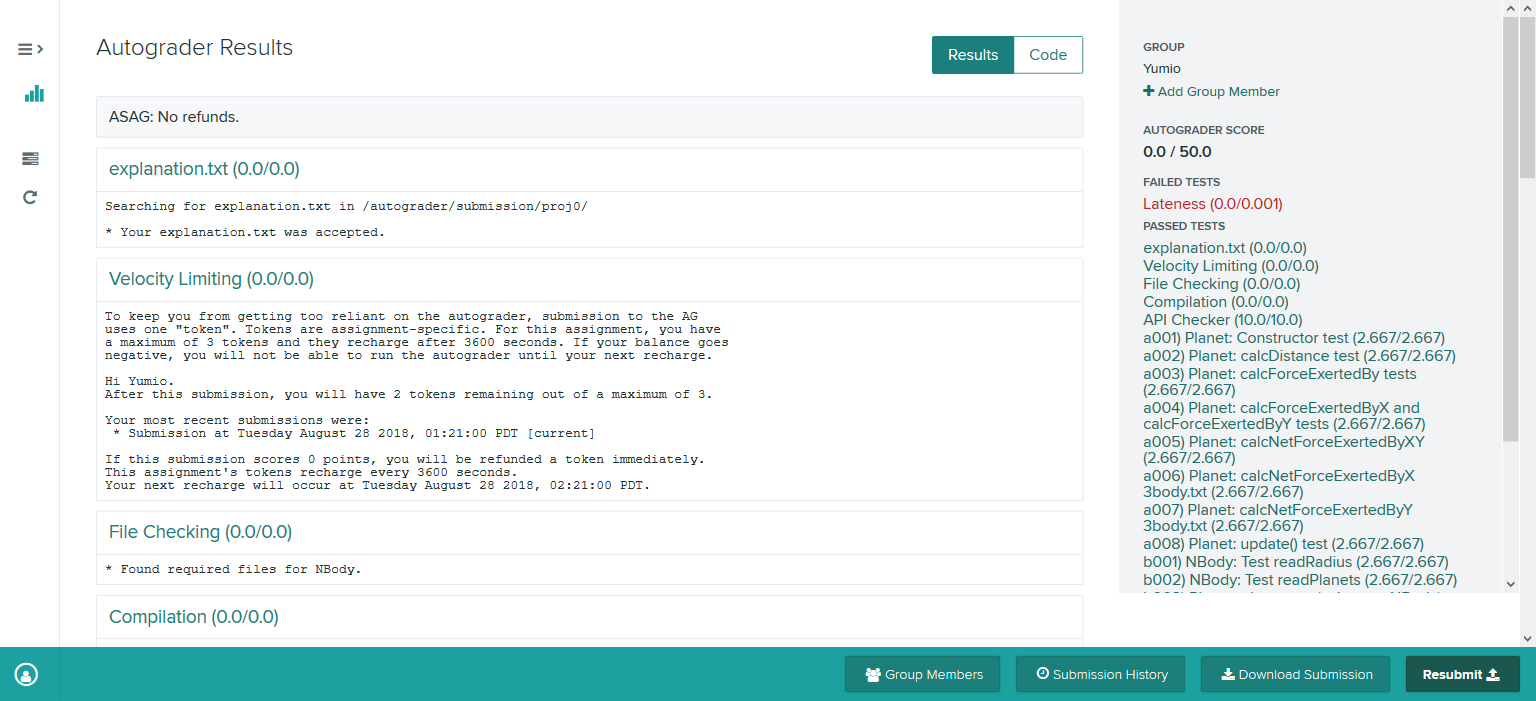 Autograder Results
Results
Code
ASAG: No refunds.
explanation.txt (0.0/0.0)
Searching for explanation.txt in /autograder/submission/proj0/
* Your explanation.txt was accepted.
Velocity Limiting (0.0/0.0)
To keep you from getting too reliant on the autograder, submission to the AG
uses one "token". Tokens are assignment-specific. For this assignment, you have
a maximum of 3 tokens and they recharge after 3600 seconds. If your balance goes
negative, you will not be able to run the autograder until your next recharge.
Hi Yumio.
After this submission, you will have 2 tokens remaining out of a maximum of 3.
Your most recent submissions were:
* Submission at Tuesday August 28 2018, 01:21:00 PDT [current]
If this submission scores 0 points, you will be refunded a token immediately.
This assignment's tokens recharge every 3600 seconds.
Your next recharge will occur at Tuesday August 28 2018, 02:21:00 PDT.
File Checking (0.0/0.0)
* Found required files for NBody.
Compilation (0.0/0.0)
GROUP
Yumio
Add Group Member
AUTOGRADER SCORE
0.0 / 50.0
FAILED TESTS
Lateness (0.0/0.001)
PASSED TESTS
explanation.txt (0.0/0.0)
Velocity Limiting (0.0/0.0)
File Checking (0.0/0.0)
Compilation (0.0/0.0)
API Checker (10.0/10.0)
a001) Planet: Constructor test (2.667/2.667)
a002) Planet: calcDistance test (2.667/2.667)
a003) Planet: calcForceExertedBy tests
(2.667/2.667)
a004) Planet: calcForceExertedByX and
calcForceExertedByY tests (2.667/2.667)
a005) Planet: calcNetForceExertedByXY
(2.667/2.667)
a006) Planet: calcNetForceExertedByX
3body.txt (2.667/2.667)
a007) Planet: calcNetForceExertedByY
3body.txt (2.667/2.667)
a008) Planet: update() test (2.667/2.667)
b001) NBody: Test readRadius (2.667/2.667)
b002) NBody: Test readPlanets (2.667/2.667)
Group Members
Submission History
Download Submission
Resubmit